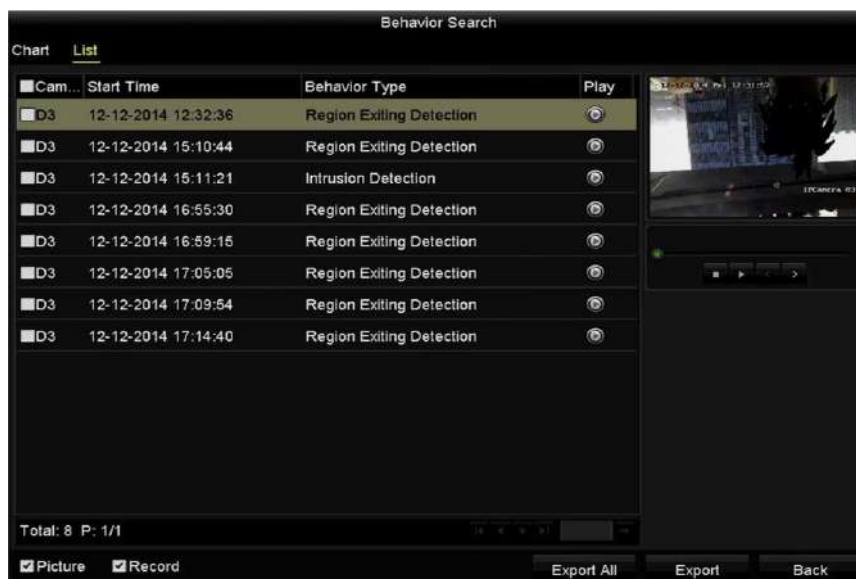 Behavior Search
Chart List
Cam... Start Time Behavior Type Play
D3 12-12-2014 12:32:36 Region Exiting Detection
D3 12-12-2014 15:10:44 Region Exiting Detection
D3 12-12-2014 15:11:21 Intrusion Detection
D3 12-12-2014 16:55:30 Region Exiting Detection
D3 12-12-2014 16:59:15 Region Exiting Detection
D3 12-12-2014 17:05:05 Region Exiting Detection
D3 12-12-2014 17:09:54 Region Exiting Detection
D3 12-12-2014 17:14:40 Region Exiting Detection
IPCamera 03
Total: 8 P: 1/1
Picture Record Export All Export Back